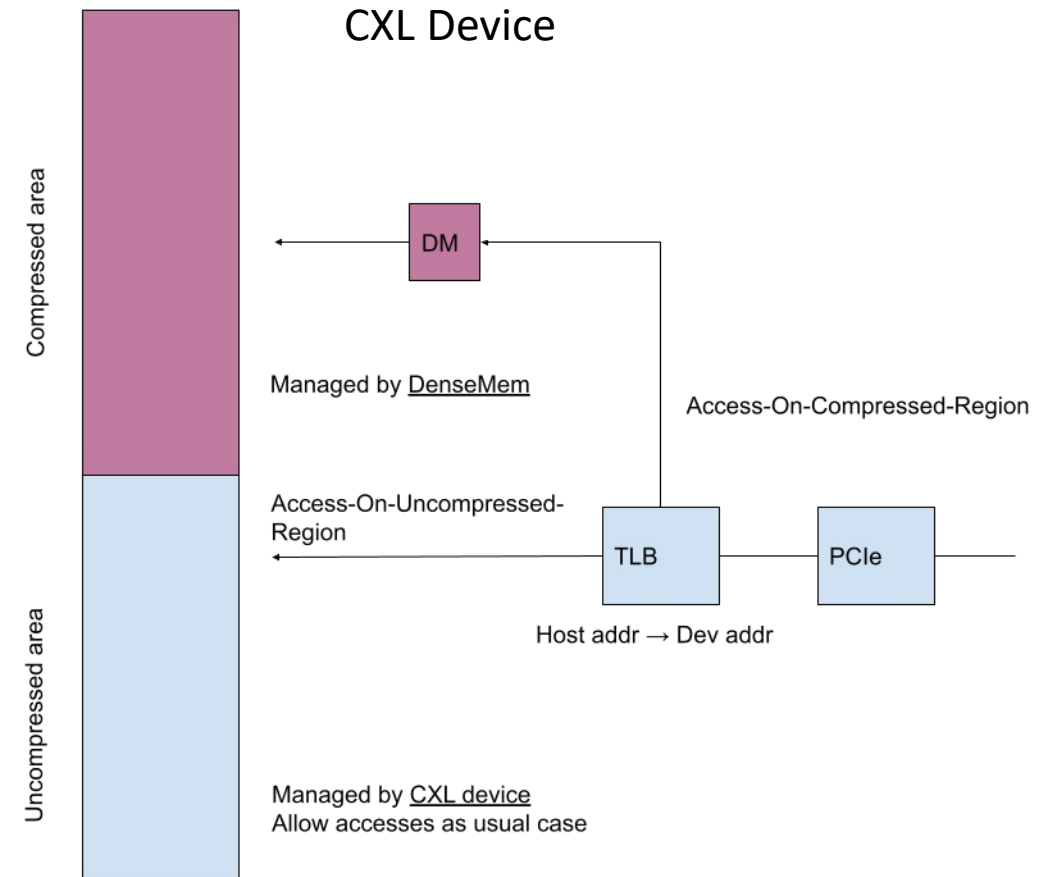 CXL Device
Compressed area
DM
Managed by DenseMem
Access-On-Compressed-Region
Access-On-Uncompressed-
Region
TLB
PCIe
Host addr → Dev addr
Uncompressed area
Managed by CXL device
Allow accesses as usual case